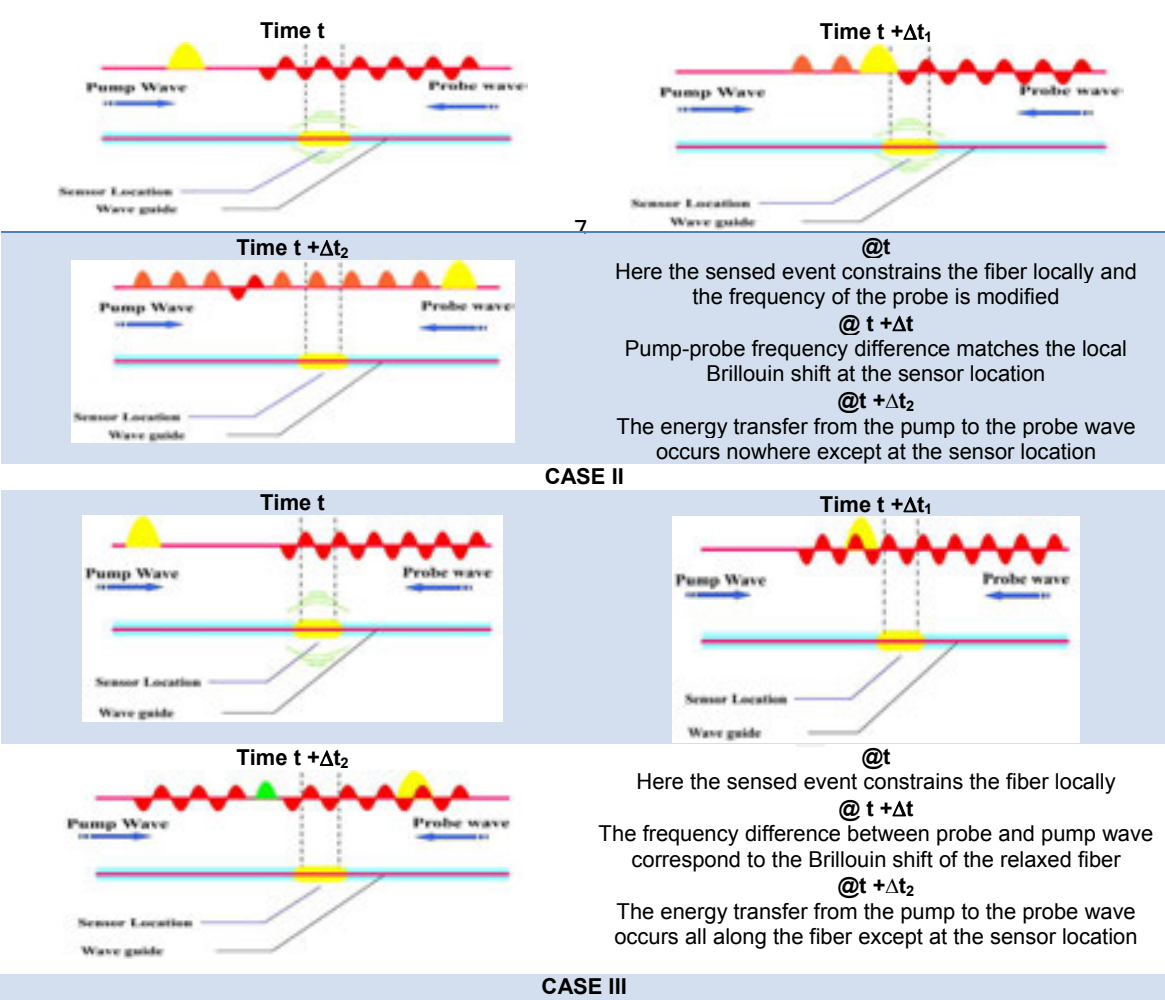 Time t
Time t +Δt₁
Pump Wave
Probe wave
Sensor Location
Wave guide
Pump Wave
Probe wave
Sensor Location
Wave guide
7
Time t +Δt₂
Pump Wave
Probe wave
Sensor Location
Wave guide
@t
Here the sensed event constrains the fiber locally and
the frequency of the probe is modified
@ t +Δt
Pump-probe frequency difference matches the local
Brillouin shift at the sensor location
@t +Δt₂
The energy transfer from the pump to the probe wave
occurs nowhere except at the sensor location
CASE II
Time t
Time t +Δt₁
Pump Wave
Probe wave
Sensor Location
Wave guide
Pump Wave
Probe wave
Sensor Location
Wave guide
Time t +Δt₂
Pump Wave
Probe wave
Sensor Location
Wave guide
@t
Here the sensed event constrains the fiber locally
@ t +Δt
The frequency difference between probe and pump wave
correspond to the Brillouin shift of the relaxed fiber
@t +Δt₂
The energy transfer from the pump to the probe wave
occurs all along the fiber except at the sensor location
CASE III